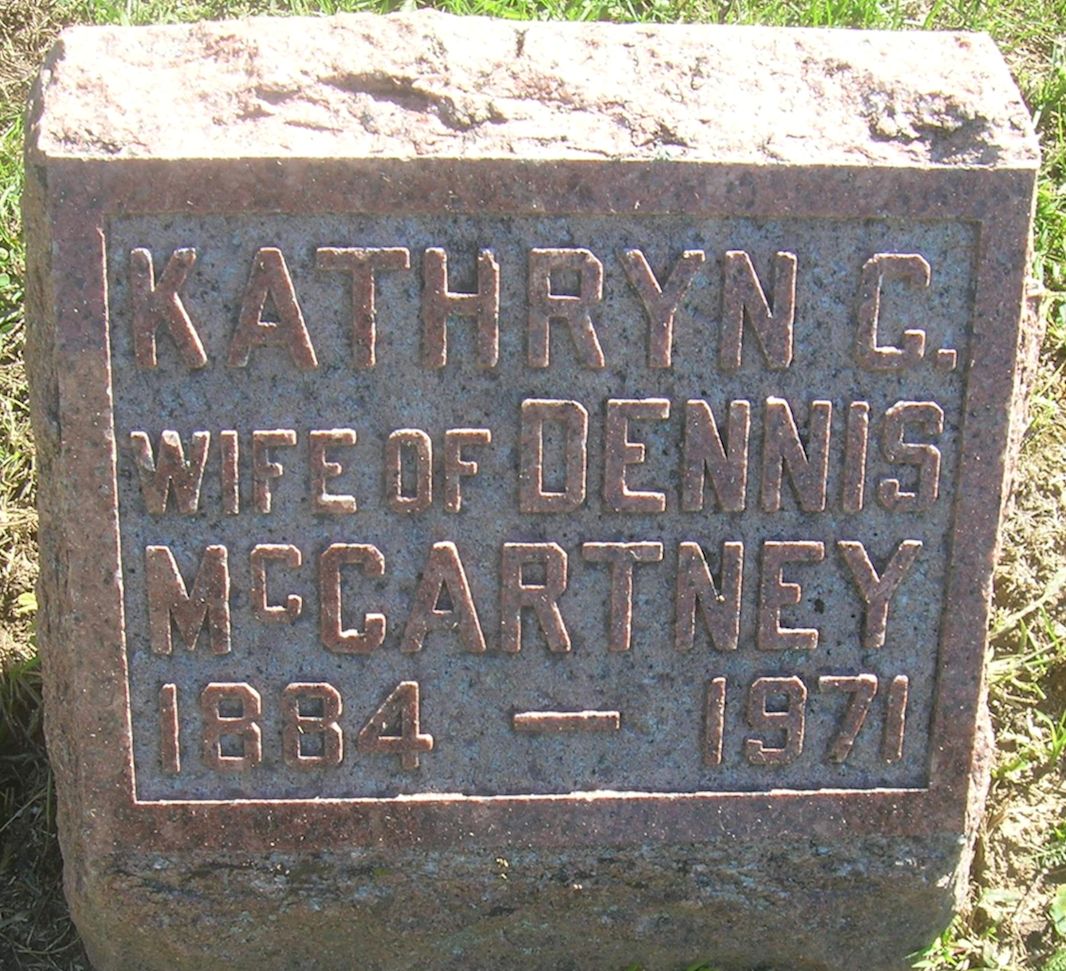 KATHRYN C.
WIFE OF DENNIS
McCARTNEY
1884 — 1971